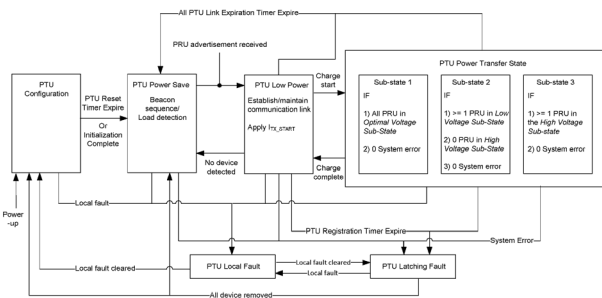 All PTU Link Expiration Timer Expire
PRU advertisement received
PTU Configuration
PTU Reset
Timer Expire
Or
Initialization
Complete
PTU Power Save
Beacon
sequence/
Load detection
PTU Low Power
Establish/maintain
communication link
Apply ITX_START
Charge
start
No device
detected
Charge
complete
PTU Power Transfer State
Sub-state 1
IF
1) All PRU in
Optimal Voltage
Sub-State
2) 0 System error
Sub-state 2
IF
1) >= 1 PRU in Low
Voltage Sub-State
2) 0 PRU in High
Voltage Sub-State
3) 0 System error
Sub-state 3
IF
1) >= 1 PRU in
the High Voltage
Sub-state
2) 0 System error
Power
-up
Local fault
PTU Registration Timer Expire
System Error
Local fault cleared
PTU Local Fault
Local fault cleared
Local fault
PTU Latching Fault
All device removed